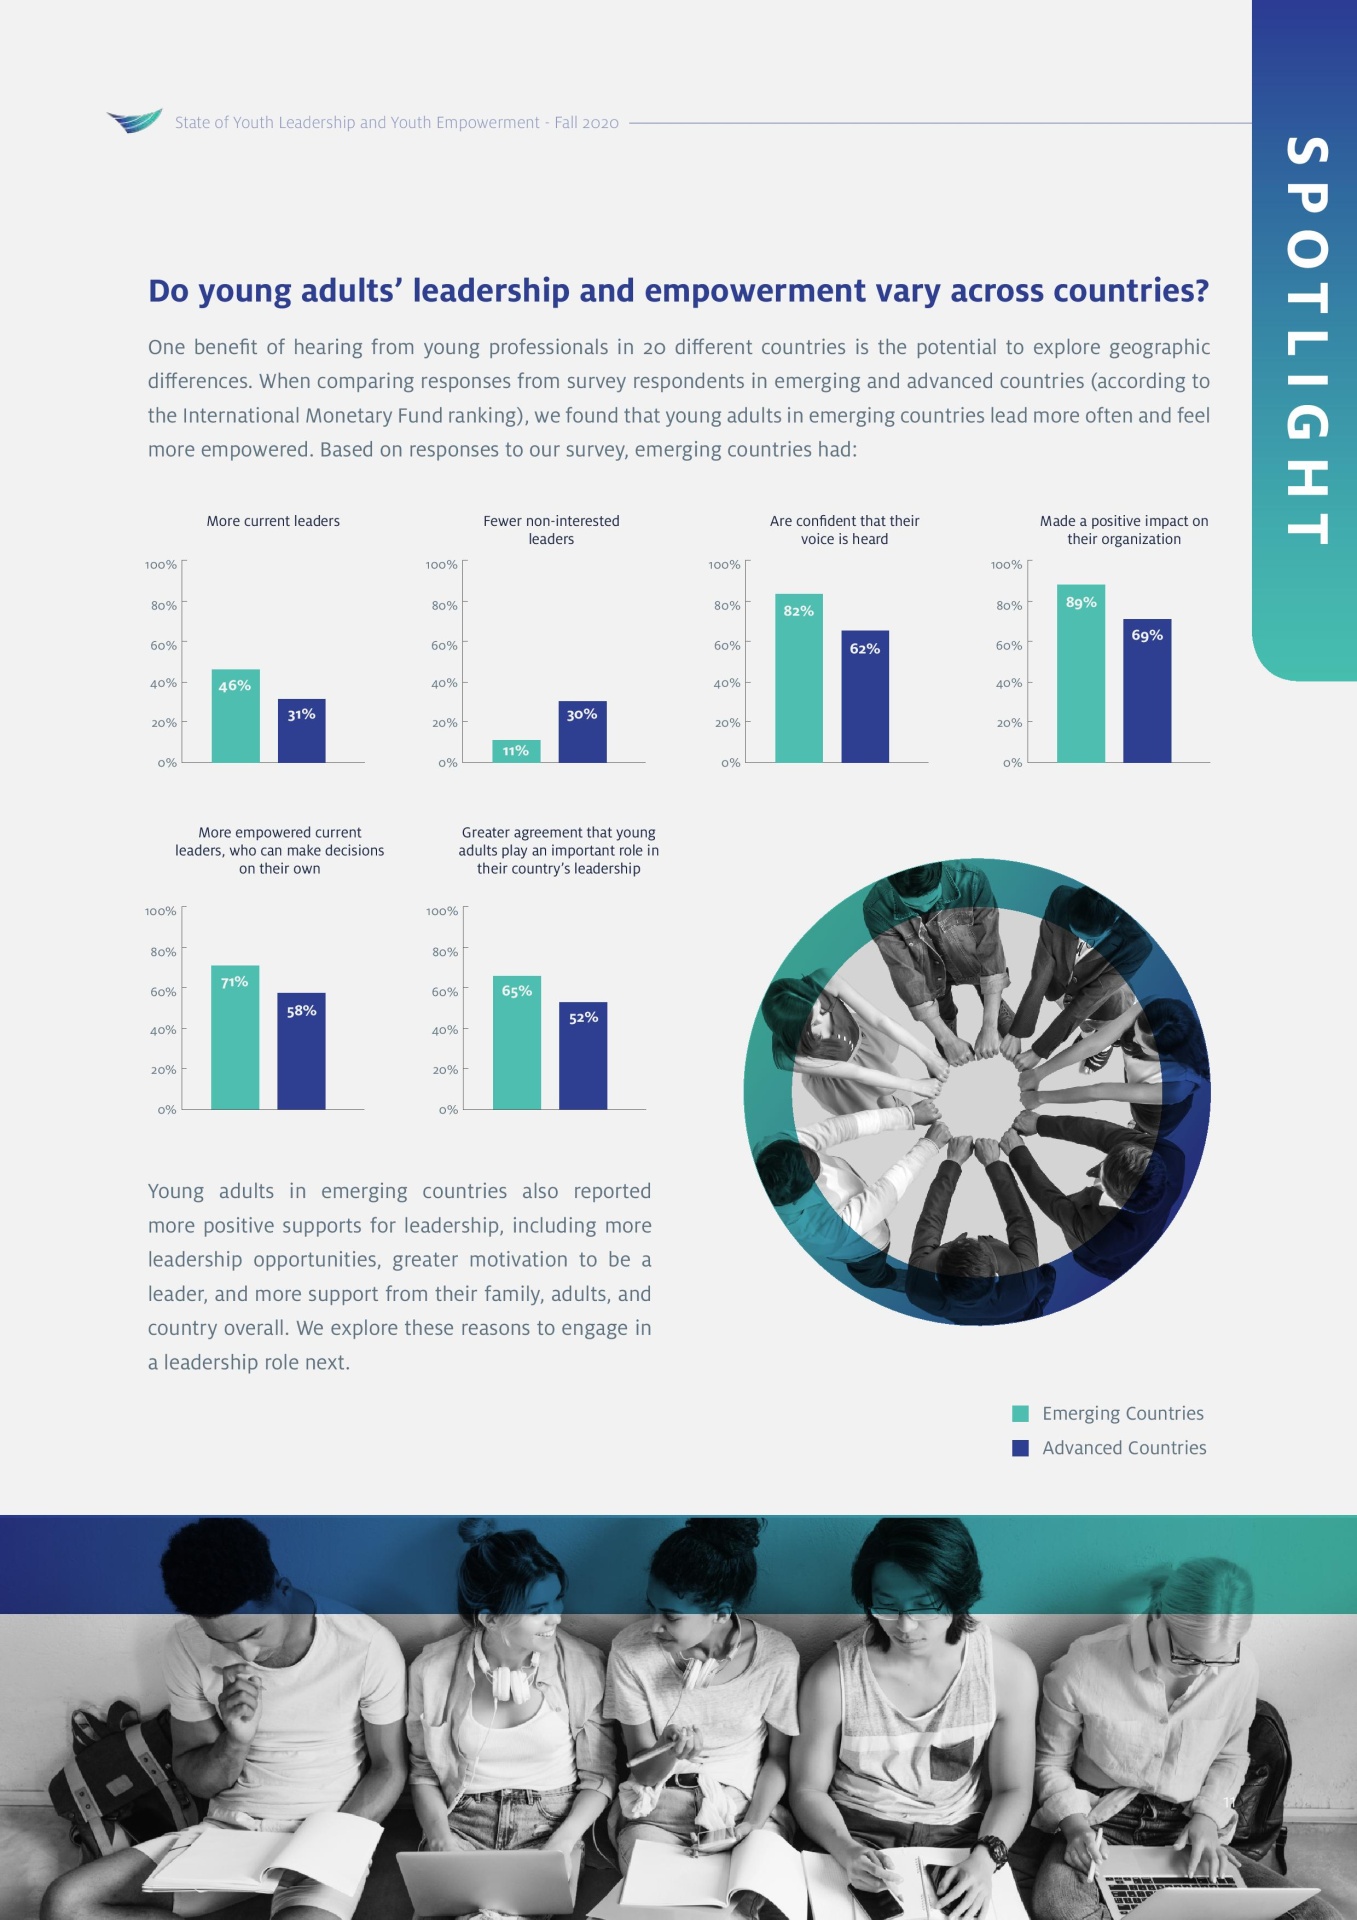 State of Youth Leadership and Youth Empowerment - Fall 2020
SPOTLIGHT
Do young adults’ leadership and empowerment vary across countries?
One benefit of hearing from young professionals in 20 different countries is the potential to explore geographic
differences. When comparing responses from survey respondents in emerging and advanced countries (according to
the International Monetary Fund ranking), we found that young adults in emerging countries lead more often and feel
more empowered. Based on responses to our survey, emerging countries had:
More current leaders
100%
80%
60%
40%
20%
0%
46%
31%
Fewer non-interested
leaders
100%
80%
60%
40%
20%
0%
11%
30%
Are confident that their
voice is heard
100%
80%
60%
40%
20%
0%
82%
62%
Made a positive impact on
their organization
100%
80%
60%
40%
20%
0%
89%
69%
More empowered current
leaders, who can make decisions
on their own
100%
80%
60%
40%
20%
0%
71%
58%
Greater agreement that young
adults play an important role in
their country’s leadership
100%
80%
60%
40%
20%
0%
65%
52%
Young adults in emerging countries also reported
more positive supports for leadership, including more
leadership opportunities, greater motivation to be a
leader, and more support from their family, adults, and
country overall. We explore these reasons to engage in
a leadership role next.
Emerging Countries
Advanced Countries
11